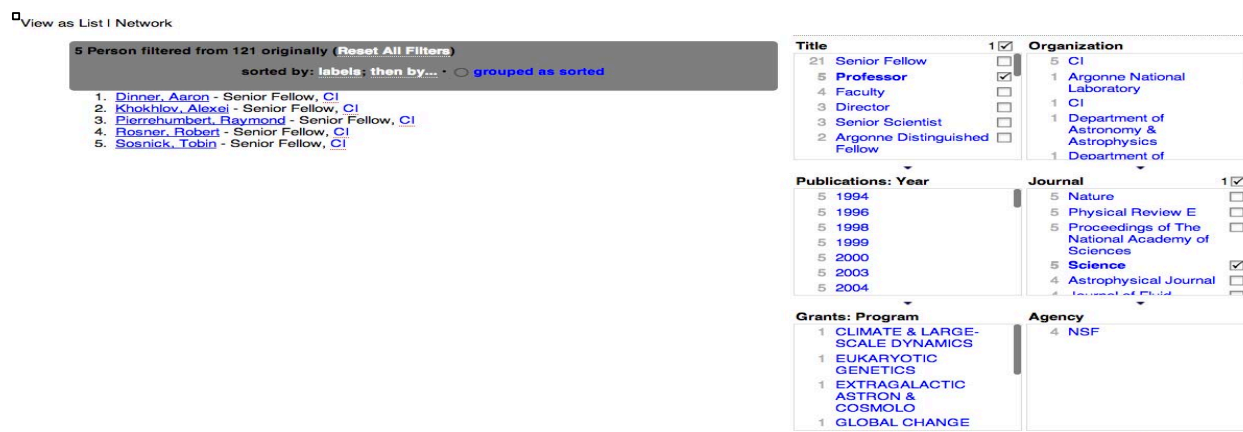 View as List | Network
5 Person filtered from 121 originally (Reset All Filters)
sorted by: labels; then by... • grouped as sorted
1. Dinner, Aaron - Senior Fellow, CI
2. Khokhlov, Alexei - Senior Fellow, CI
3. Pierrehumbert, Raymond - Senior Fellow, CI
4. Rosner, Robert - Senior Fellow, CI
5. Sosnick, Tobin - Senior Fellow, CI
Title 1
21 Senior Fellow
5 Professor
4 Faculty
3 Director
3 Senior Scientist
2 Argonne Distinguished
Fellow
Organization
5 CI
1 Argonne National
Laboratory
1 CI
1 Department of
Astronomy &
Astrophysics
1 Department of
Publications: Year
5 1994
5 1996
5 1998
5 1999
5 2000
5 2003
5 2004
Journal 1
5 Nature
5 Physical Review E
5 Proceedings of The
National Academy of
Sciences
5 Science
4 Astrophysical Journal
Journal of Fluid
Grants: Program
1 CLIMATE & LARGE-
SCALE DYNAMICS
1 EUKARYOTIC
GENETICS
1 EXTRAGALACTIC
ASTRON &
COSMOLO
1 GLOBAL CHANGE
Agency
4 NSF